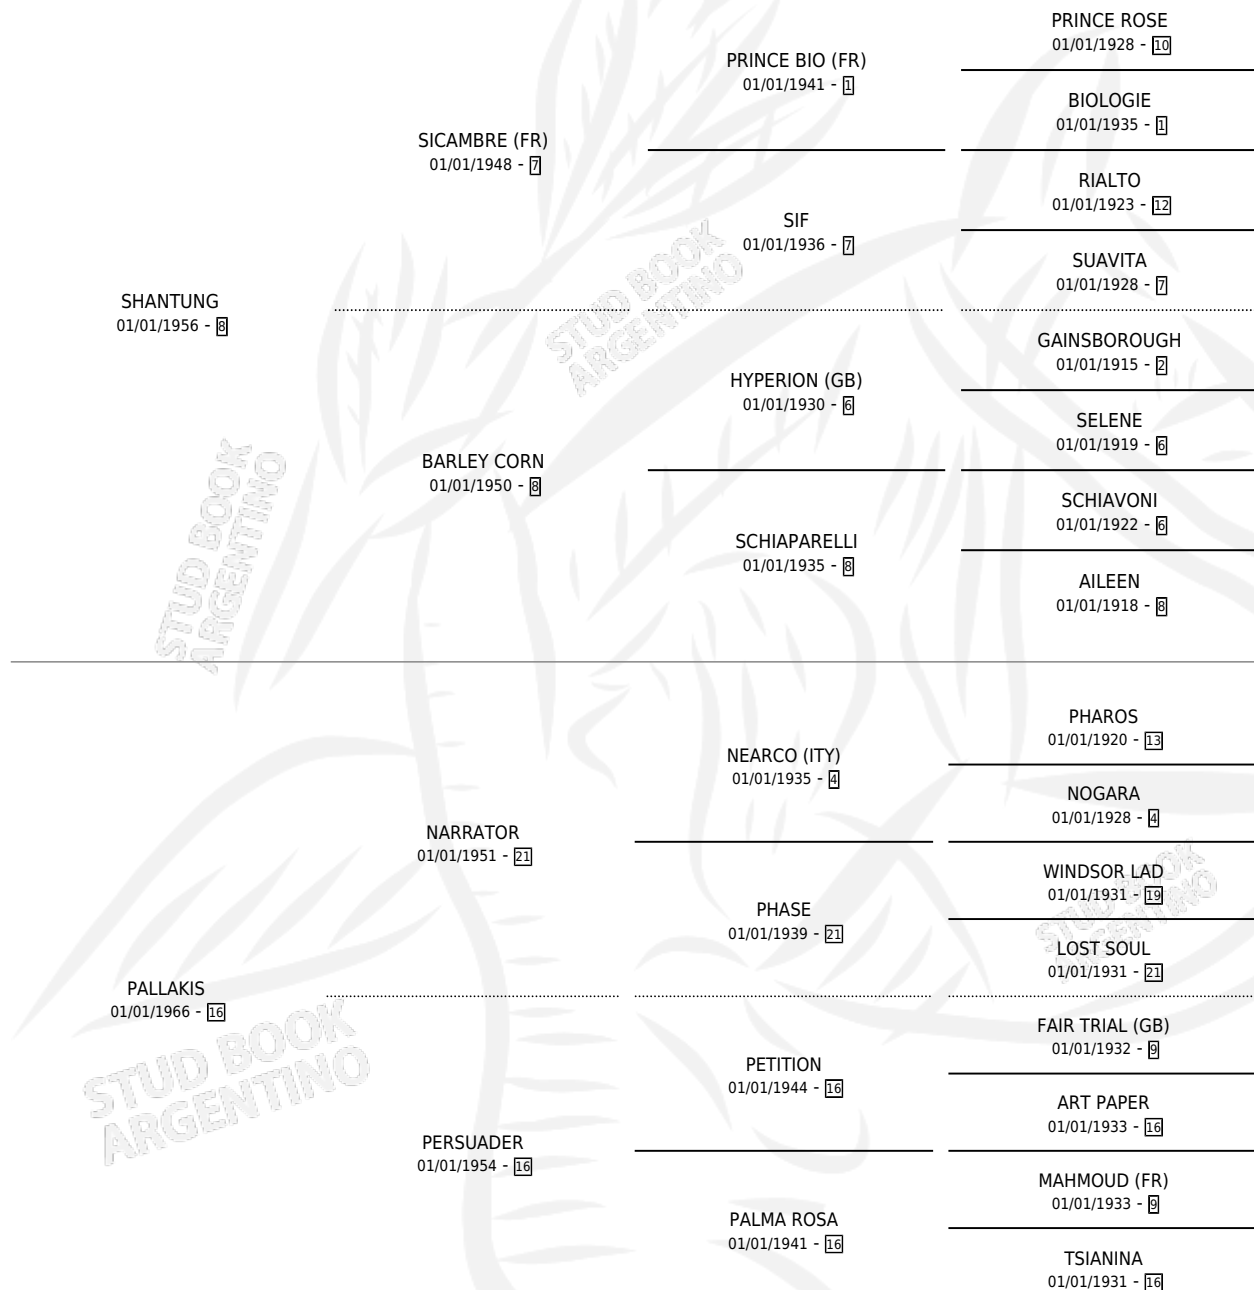 PRINCE ROSE
01/01/1928 - 10
PRINCE BIO (FR)
01/01/1941 - 1
BIOLOGIE
01/01/1935 - 1
SICAMBRE (FR)
01/01/1948 - 7
RIALTO
01/01/1923 - 12
SIF
01/01/1936 - 7
SUAVITA
01/01/1928 - 7
SHANTUNG
01/01/1956 - 8
GAINSBOROUGH
01/01/1915 - 2
HYPERION (GB)
01/01/1930 - 6
SELENE
01/01/1919 - 6
BARLEY CORN
01/01/1950 - 8
SCHIAVONI
01/01/1922 - 6
SCHIAPARELLI
01/01/1935 - 8
AILEEN
01/01/1918 - 8
PHAROS
01/01/1920 - 13
NEARCO (ITY)
01/01/1935 - 4
NOGARA
01/01/1928 - 4
NARRATOR
01/01/1951 - 21
WINDSOR LAD
01/01/1931 - 19
PHASE
01/01/1939 - 21
LOST SOUL
01/01/1931 - 21
PALLAKIS
01/01/1966 - 16
FAIR TRIAL (GB)
01/01/1932 - 9
PETITION
01/01/1944 - 16
ART PAPER
01/01/1933 - 16
PERSUADER
01/01/1954 - 16
MAHMOUD (FR)
01/01/1933 - 9
PALMA ROSA
01/01/1941 - 16
TSIANINA
01/01/1931 - 16
STUD BOOK
ARGENTINO
STUD BOOK
ARGENTINO
STUD BOOK
ARGENTINO
STUD BOOK
ARGENTINO